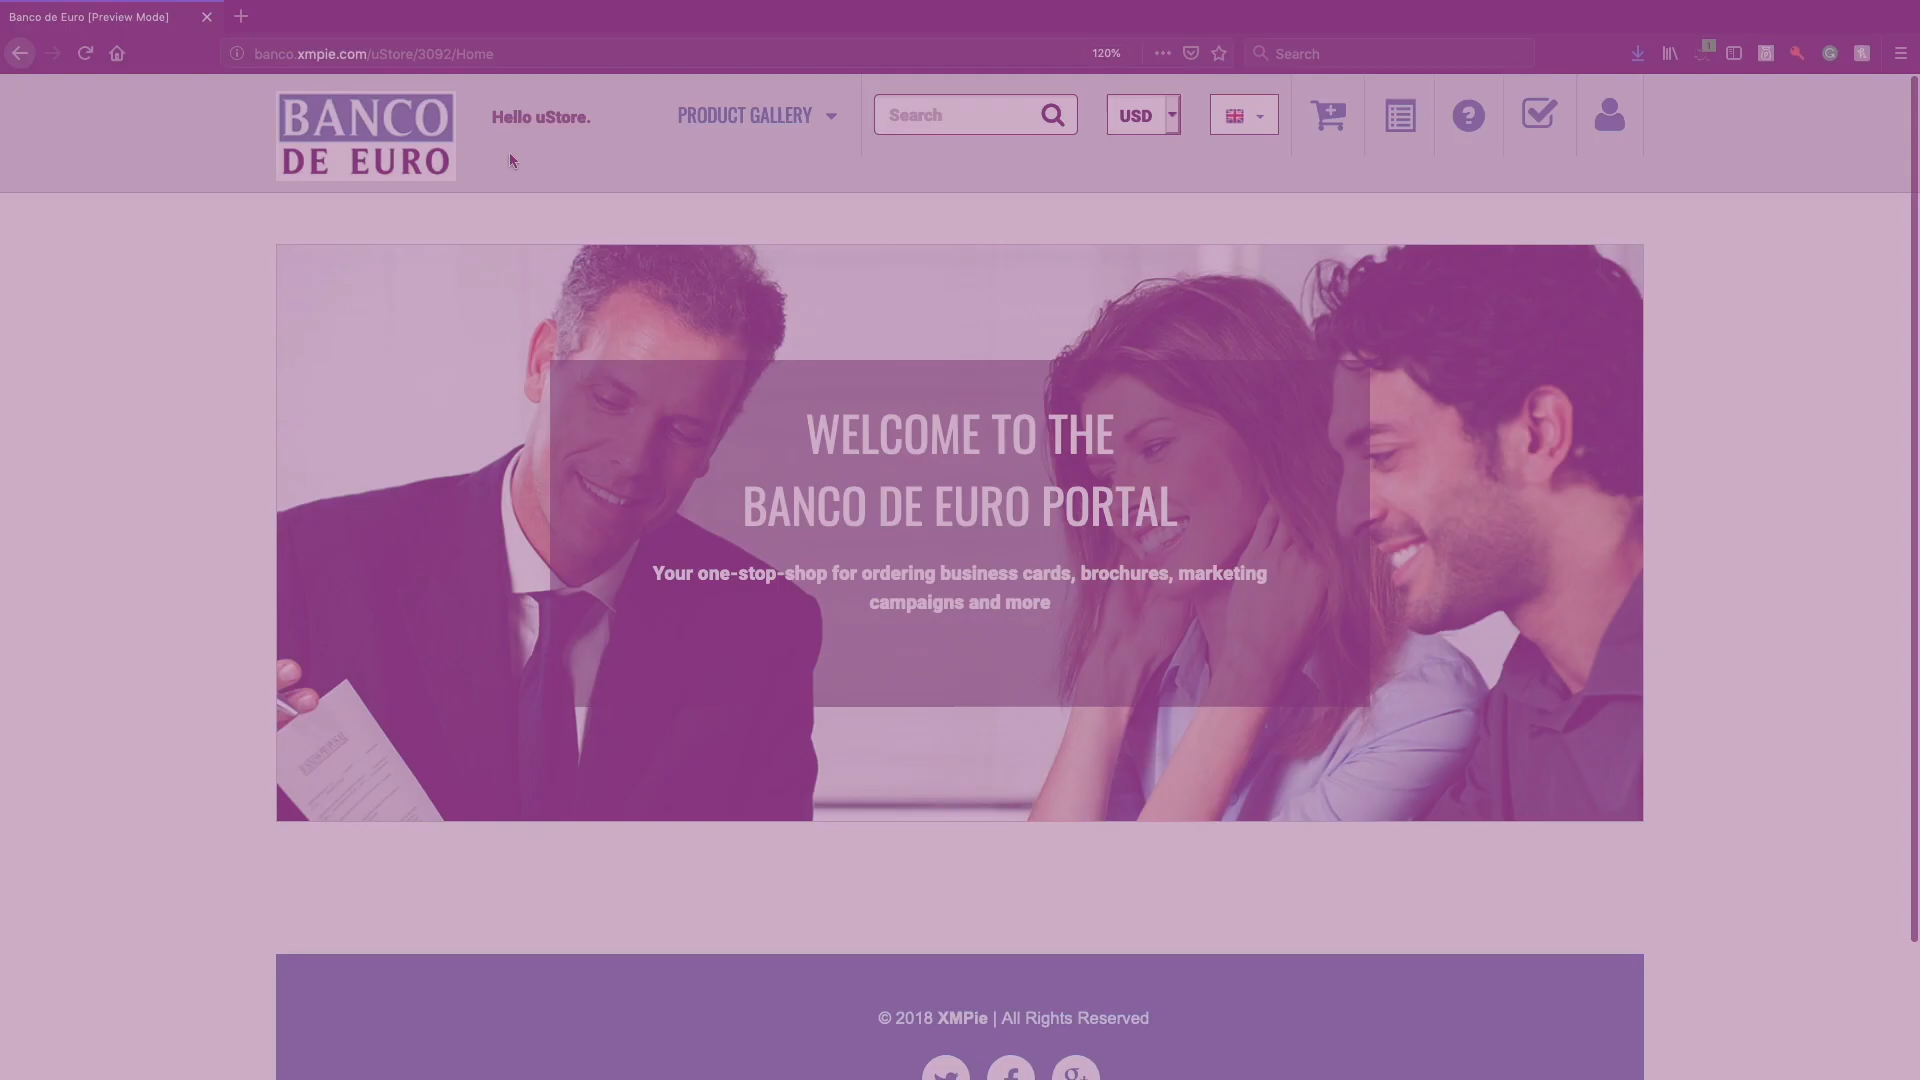 Banco de Euro [Preview Mode]
banco.xmpie.com/uStore/3092/Home
120%
Search
1
BANCO
DE EURO
Hello uStore.
PRODUCT GALLERY
Search
USD
WELCOME TO THE
BANCO DE EURO PORTAL
Your one-stop-shop for ordering business cards, brochures, marketing
campaigns and more
© 2018 XMPie | All Rights Reserved